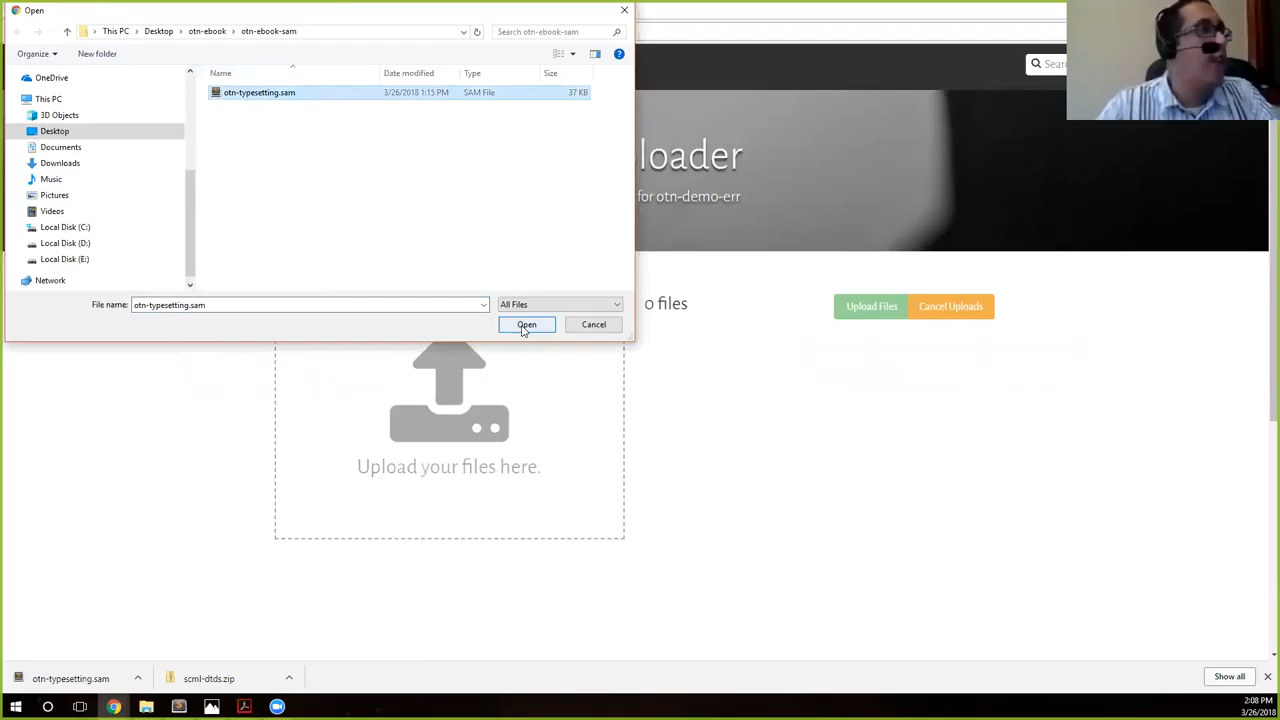 Open
This PC > Desktop > otn-ebook > otn-ebook-sam
Search otn-ebook-sam
Organize
New folder
Name
Date modified
Type
Size
otn-typesetting.sam
3/26/2018 1:15 PM
SAM File
37 KB
OneDrive
This PC
3D Objects
Desktop
Documents
Downloads
Music
Pictures
Videos
Local Disk (C:)
Local Disk (D:)
Local Disk (E:)
Network
File name:
otn-typesetting.sam
All Files
Open
Cancel
Sear
loader
for otn-demo-err
0 files
Upload Files
Cancel Uploads
Upload your files here.
otn-typesetting.sam
scml-dtds.zip
Show all
2:08 PM
3/26/2018